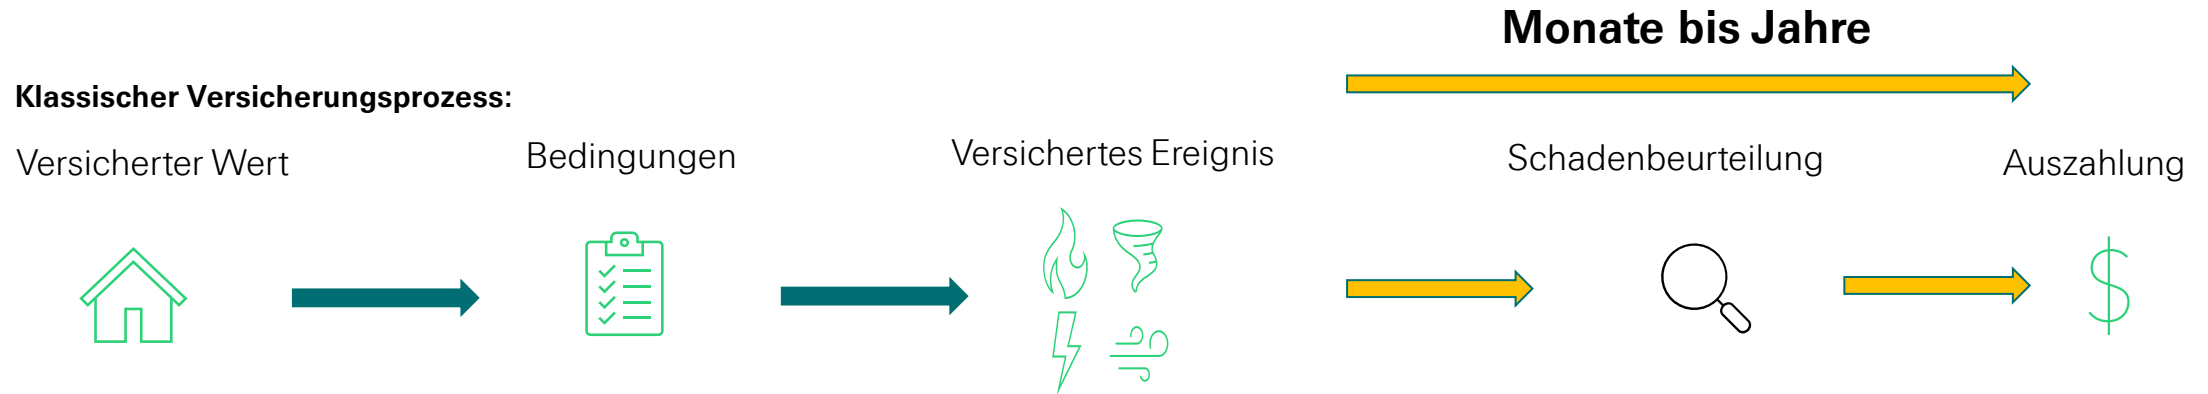 Monate bis Jahre
Klassischer Versicherungsprozess:
Versicherter Wert
Bedingungen
Versichertes Ereignis
Schadenbeurteilung
Auszahlung